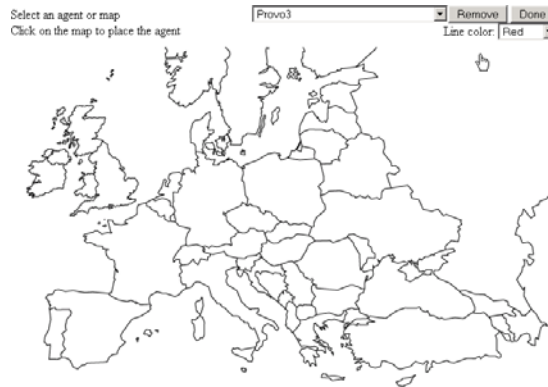 Select an agent or map
Provo3
Remove
Done
Click on the map to place the agent
Line color:
Red